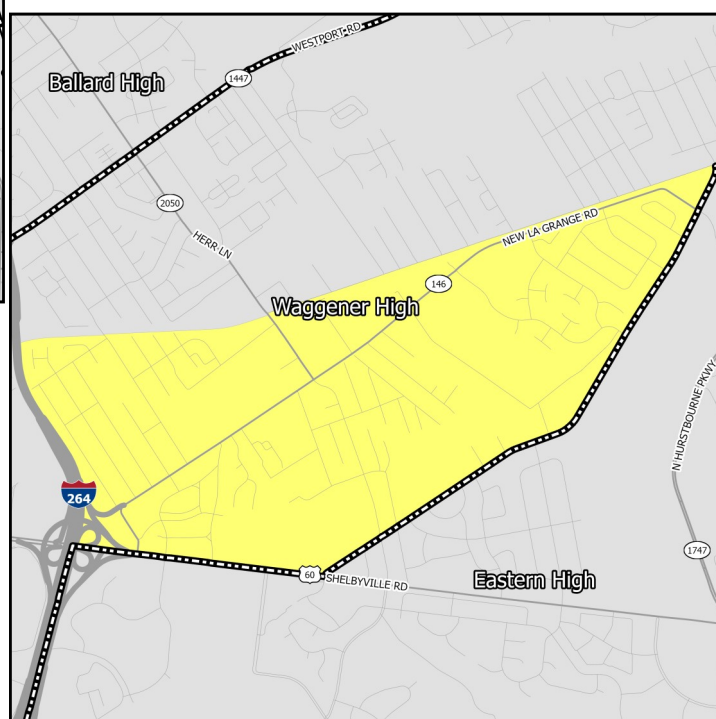 WESTPORT RD
Ballard High
1447
2050
HERR LN
NEW LA GRANGE RD
146
Waggener High
N HURSTBOURNE PKWY
264
1747
60
SHELBYVILLE RD
Eastern High